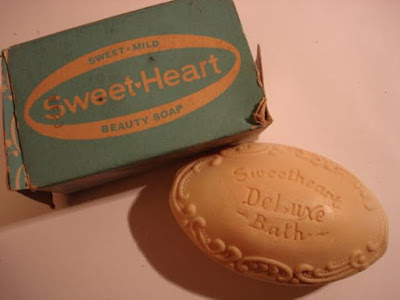 SWEET · MILD
Sweet·Heart
BEAUTY SOAP
Sweetheart
DeLuxe
Bath